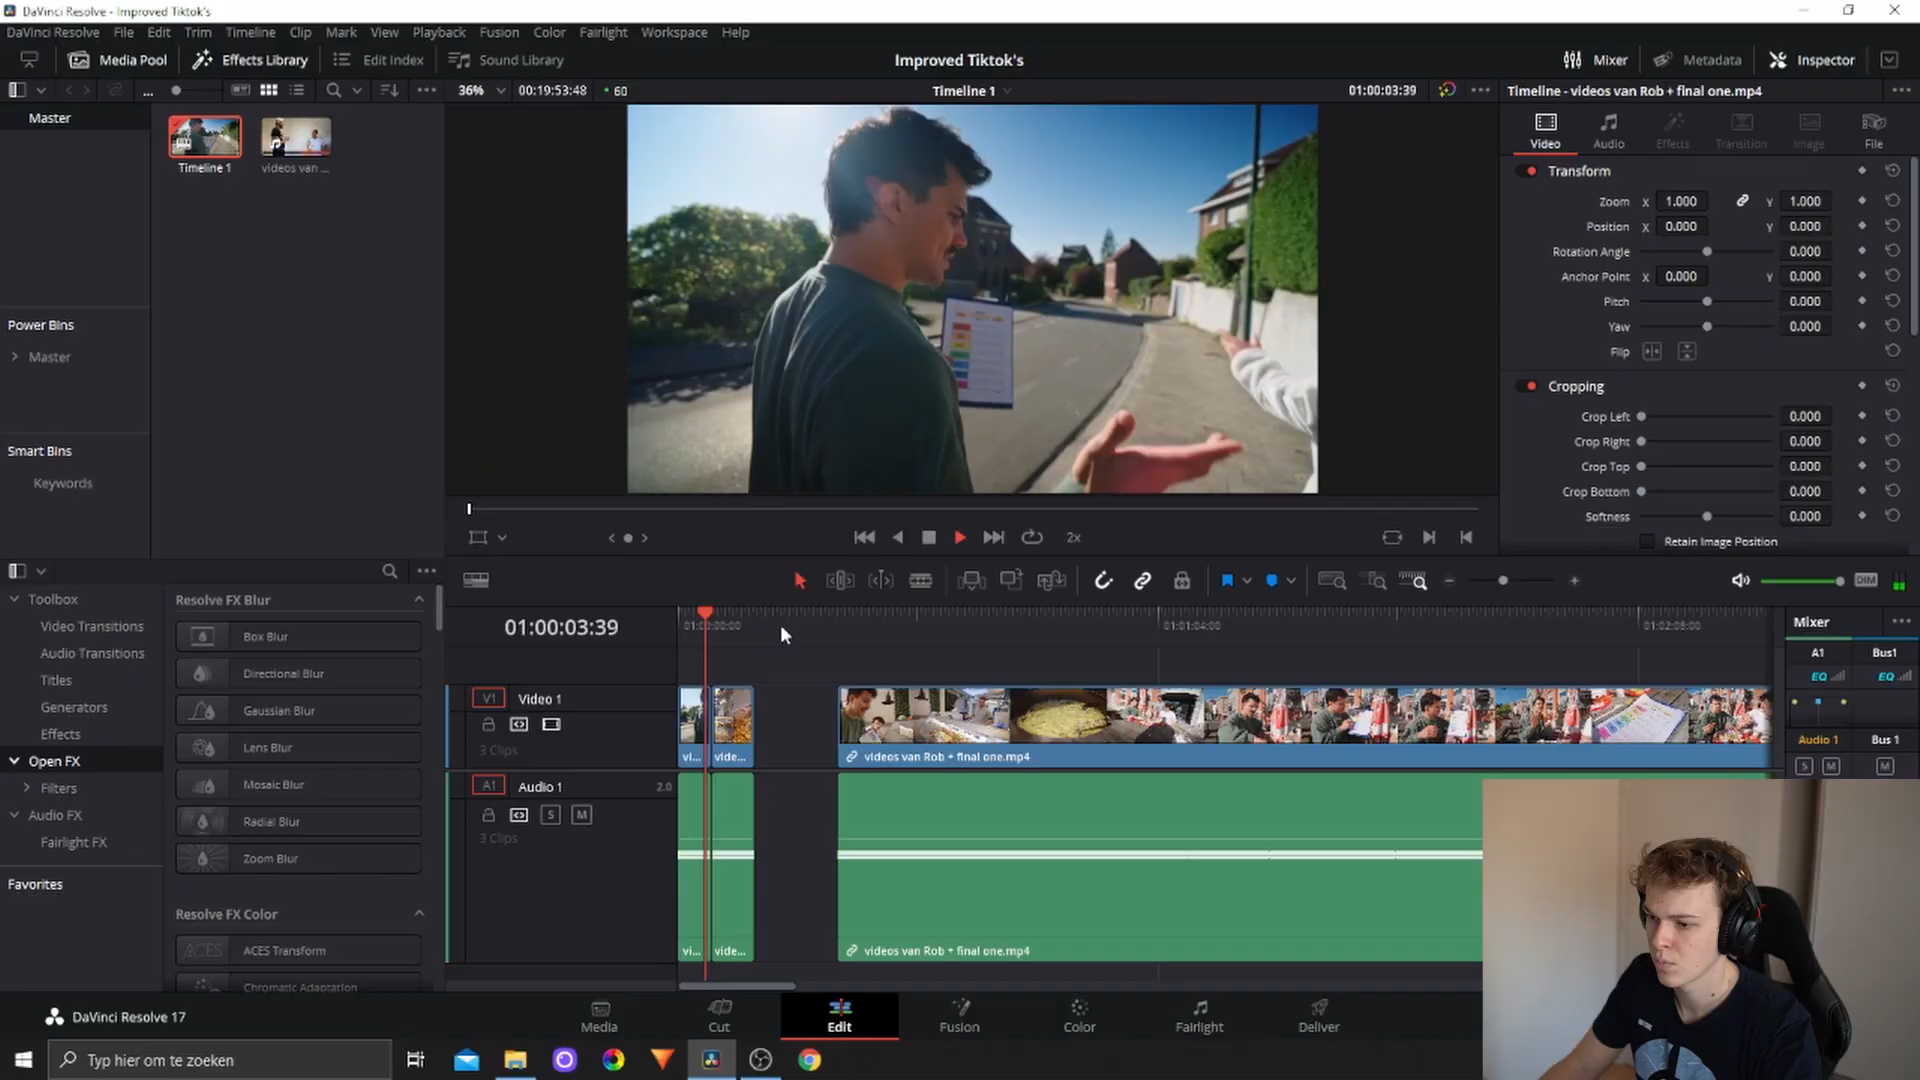 DaVinci Resolve - Improved Tiktok's
DaVinci Resolve File Edit Trim Timeline Clip Mark View Playback Fusion Color Fairlight Workspace Help
Media Pool Effects Library Edit Index Sound Library Improved Tiktok's Mixer Metadata Inspector
36% 00:19:53:48 60 Timeline 1 01:00:03:39 Timeline - videos van Rob + final one.mp4
Master
Timeline 1 videos van ...
Power Bins
Master
Smart Bins
Keywords
2x
Video Audio Effects Transition Image File
Transform
Zoom X 1.000 Y 1.000
Position X 0.000 Y 0.000
Rotation Angle 0.000
Anchor Point X 0.000 Y 0.000
Pitch 0.000
Yaw 0.000
Flip
Cropping
Crop Left 0.000
Crop Right 0.000
Crop Top 0.000
Crop Bottom 0.000
Softness 0.000
Retain Image Position
Toolbox
Video Transitions
Audio Transitions
Titles
Generators
Effects
Open FX
Filters
Audio FX
Fairlight FX
Favorites
Resolve FX Blur
Box Blur
Directional Blur
Gaussian Blur
Lens Blur
Mosaic Blur
Radial Blur
Zoom Blur
Resolve FX Color
ACES ACES Transform
Chromatic Adaptation
DIM
01:00:03:39
01:00:00:00 01:01:04:00 01:02:08:00
V1 Video 1
3 Clips
vi... vide... videos van Rob + final one.mp4
A1 Audio 1 2.0
S M
3 Clips
vi... vide... videos van Rob + final one.mp4
Mixer
A1 Bus1
EQ EQ
Audio 1 Bus 1
S M M
DaVinci Resolve 17
Media Cut Edit Fusion Color Fairlight Deliver
Typ hier om te zoeken